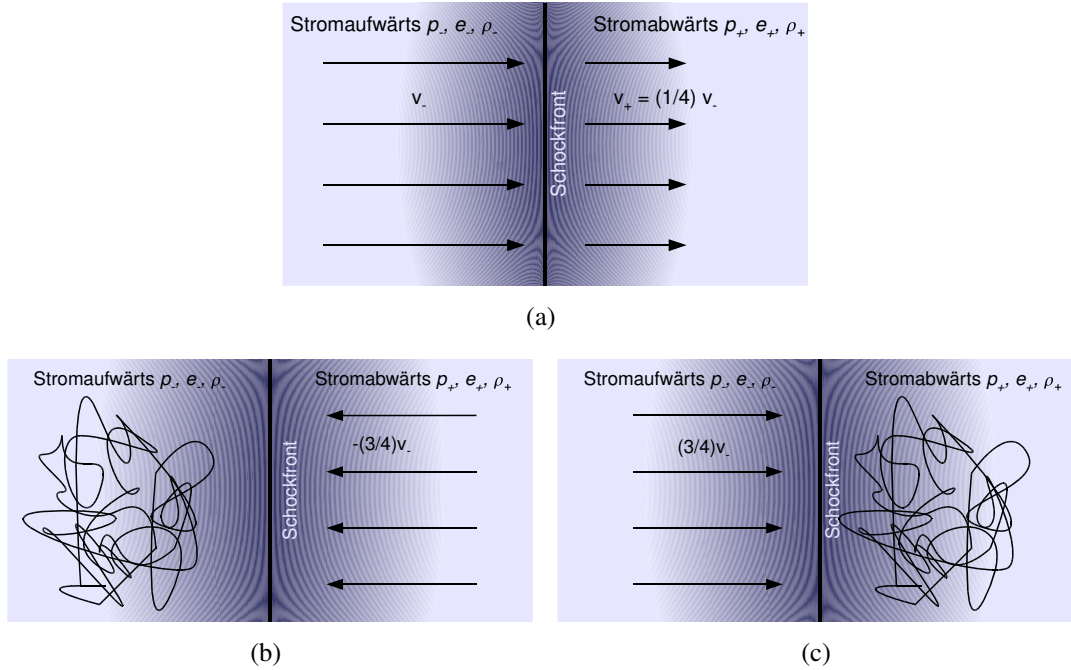 Stromaufwärts p₋, e₋, ρ₋
Stromabwärts p₊, e₊, ρ₊
v₋
v₊ = (1/4) v₋
Schockfront
(a)
Stromaufwärts p₋, e₋, ρ₋
Stromabwärts p₊, e₊, ρ₊
-(3/4)v₋
Schockfront
(b)
Stromaufwärts p₋, e₋, ρ₋
Stromabwärts p₊, e₊, ρ₊
(3/4)v₋
Schockfront
(c)